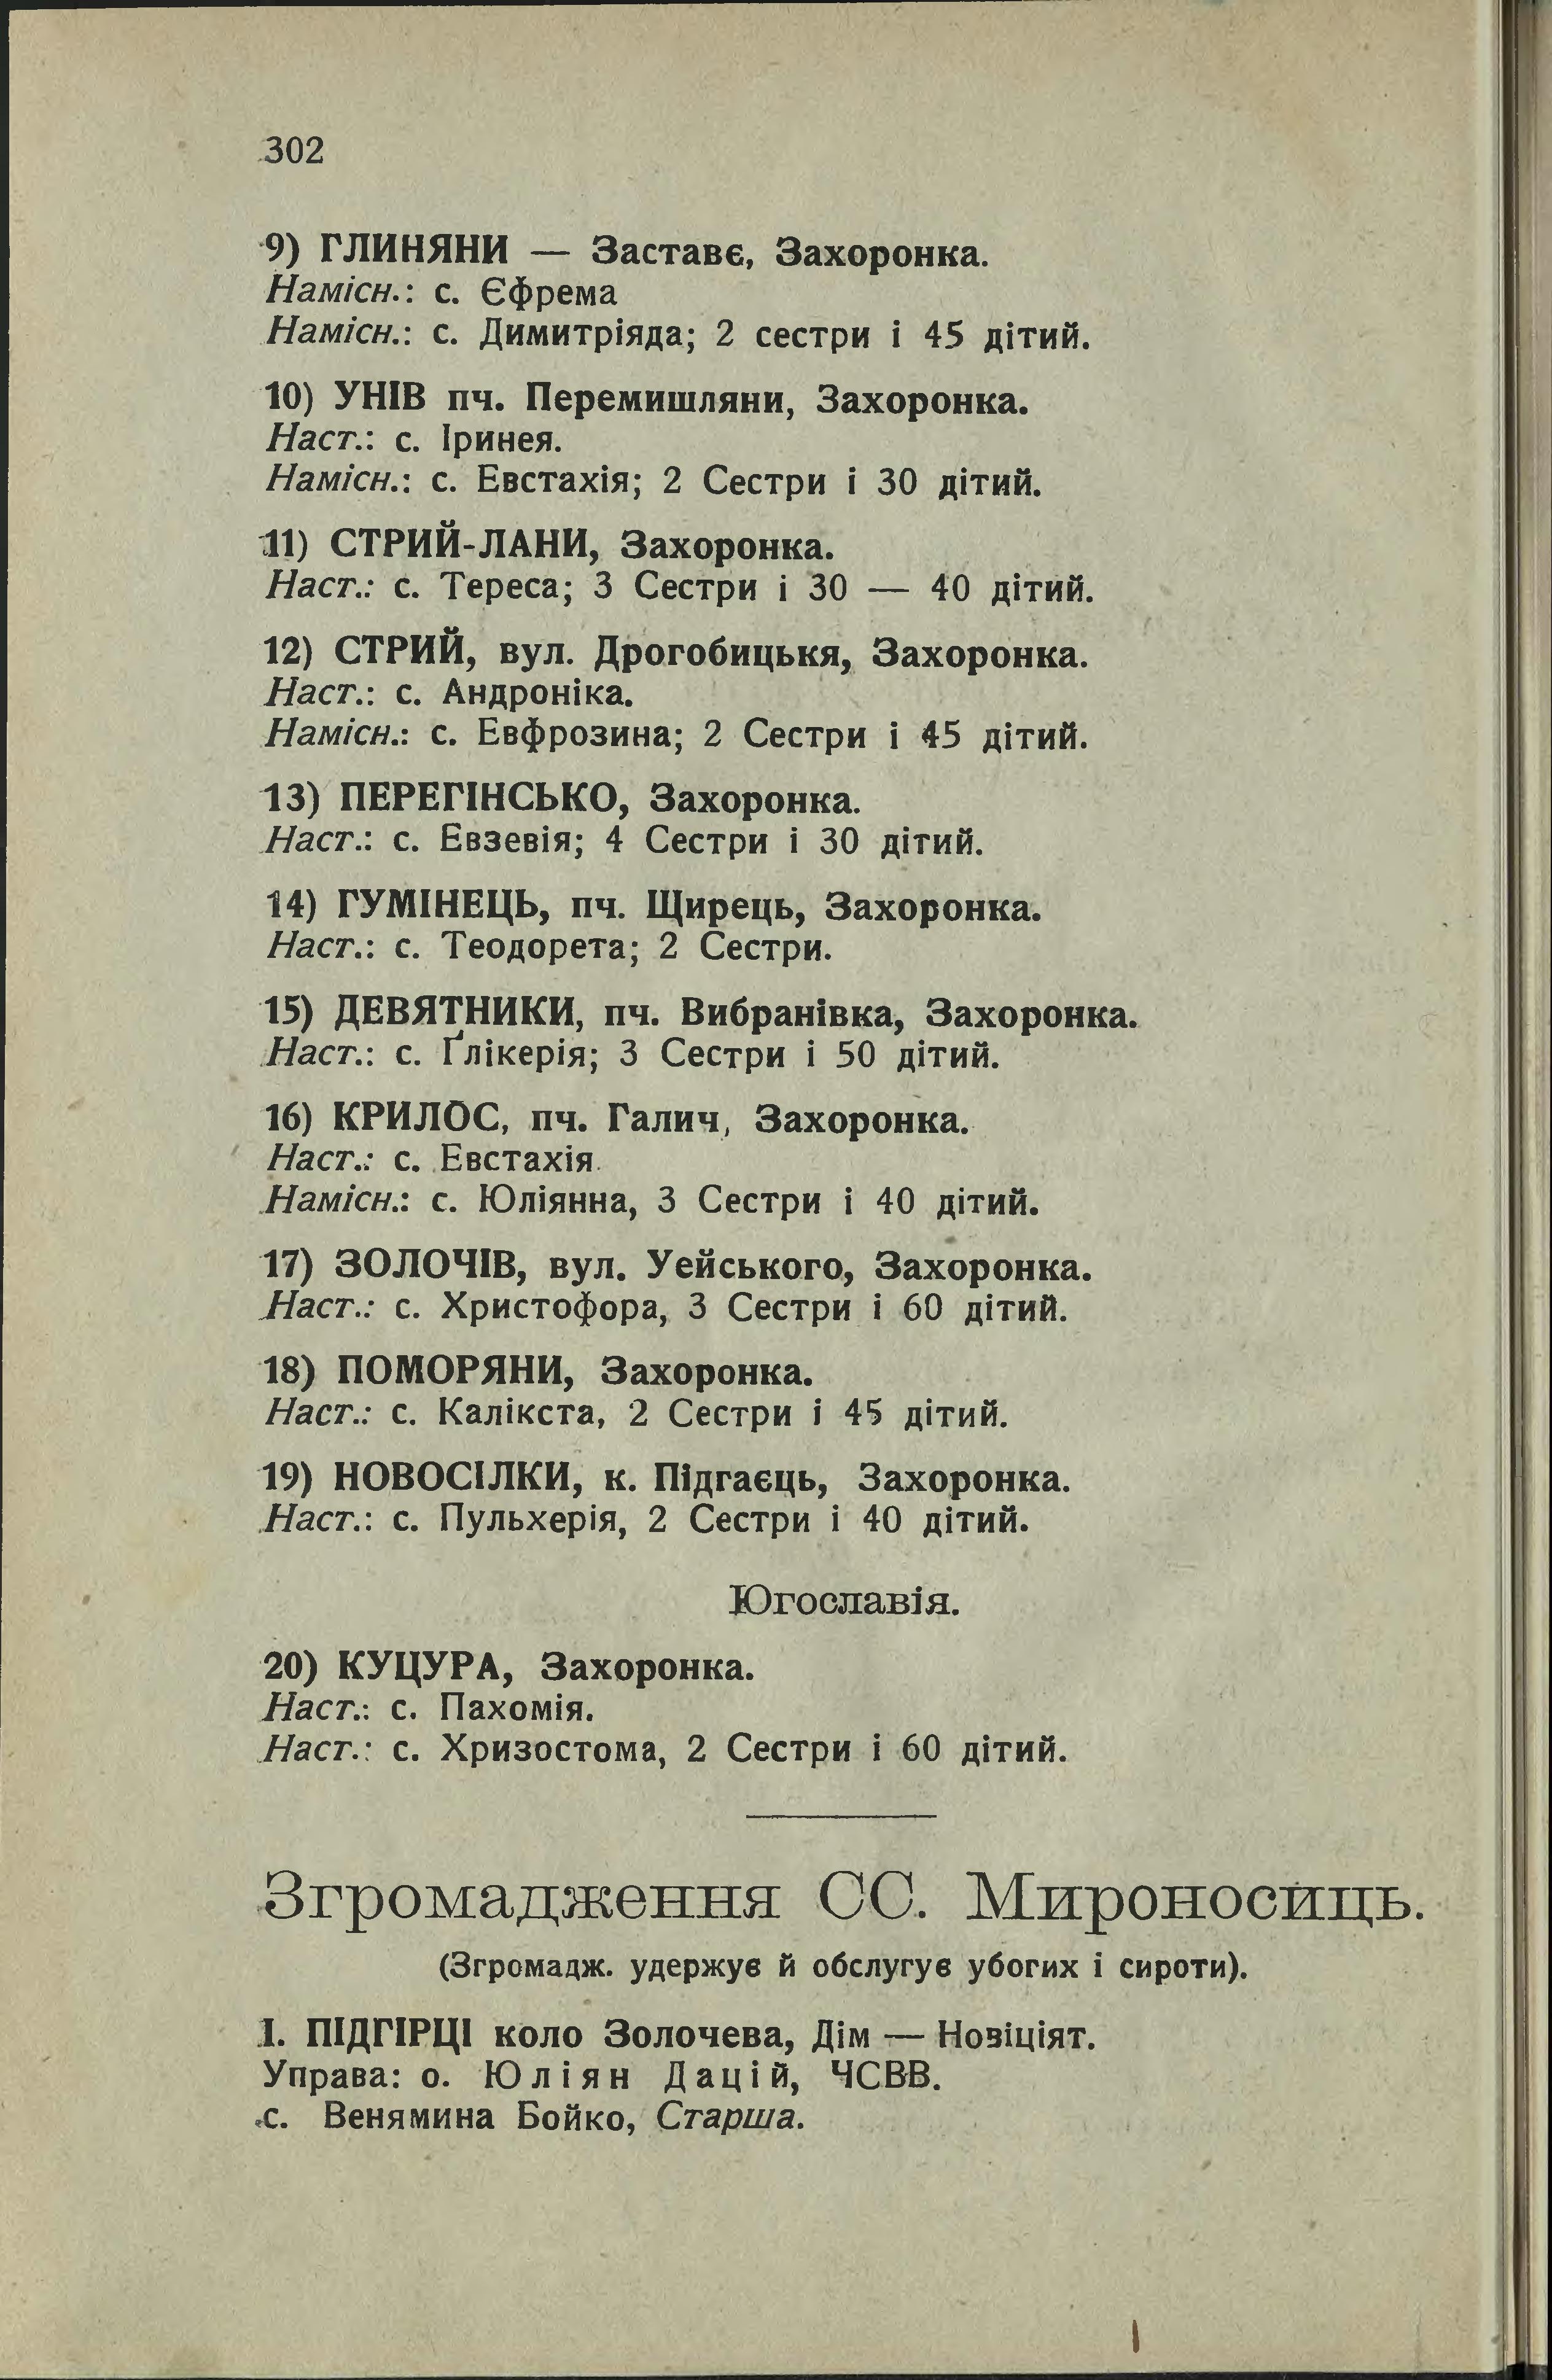 302
9) ГЛИНЯНИ — Заставє, Захоронка.
Намісн.: с. Єфрема
Намісн.: с. Димитріяда; 2 сестри і 45 дітий.
10) УНІВ пч. Перемишляни, Захоронка.
Наст.: с. Іринея.
Намісн.: с. Евстахія; 2 Сестри і 30 дітий.
11) СТРИЙ-ЛАНИ, Захоронка.
Наст.: с. Тереса; 3 Сестри і 30 — 40 дітий.
12) СТРИЙ, вул. Дрогобицькя, Захоронка.
Наст.: с. Андроніка.
Намісн.: с. Евфрозина; 2 Сестри і 45 дітий.
13) ПЕРЕГІНСЬКО, Захоронка.
Наст.: с. Евзевія; 4 Сестри і 30 дітий.
14) ГУМІНЕЦЬ, пч. Щирець, Захоронка.
Наст.: с. Теодорета; 2 Сестри.
15) ДЕВЯТНИКИ, пч. Вибранівка, Захоронка.
Наст.: с. Ґлікерія; 3 Сестри і 50 дітий.
16) КРИЛОС, пч. Галич, Захоронка.
Наст.: с. Евстахія.
Намісн.: с. Юліянна, 3 Сестри і 40 дітий.
17) ЗОЛОЧІВ, вул. Уейського, Захоронка.
Наст.: с. Христофора, 3 Сестри і 60 дітий.
18) ПОМОРЯНИ, Захоронка.
Наст.: с. Калікста, 2 Сестри і 45 дітий.
19) НОВОСІЛКИ, к. Підгаєць, Захоронка.
Наст.: с. Пульхерія, 2 Сестри і 40 дітий.
Югославія.
20) КУЦУРА, Захоронка.
Наст.: с. Пахомія.
Наст.: с. Хризостома, 2 Сестри і 60 дітий.
Згромадження СС. Мироносиць.
(Згромадж. удержує й обслугує убогих і сироти).
І. ПІДГІРЦІ коло Золочева, Дім — Новіціят.
Управа: о. Юліян Дацій, ЧСВВ.
с. Венямина Бойко, Старша.